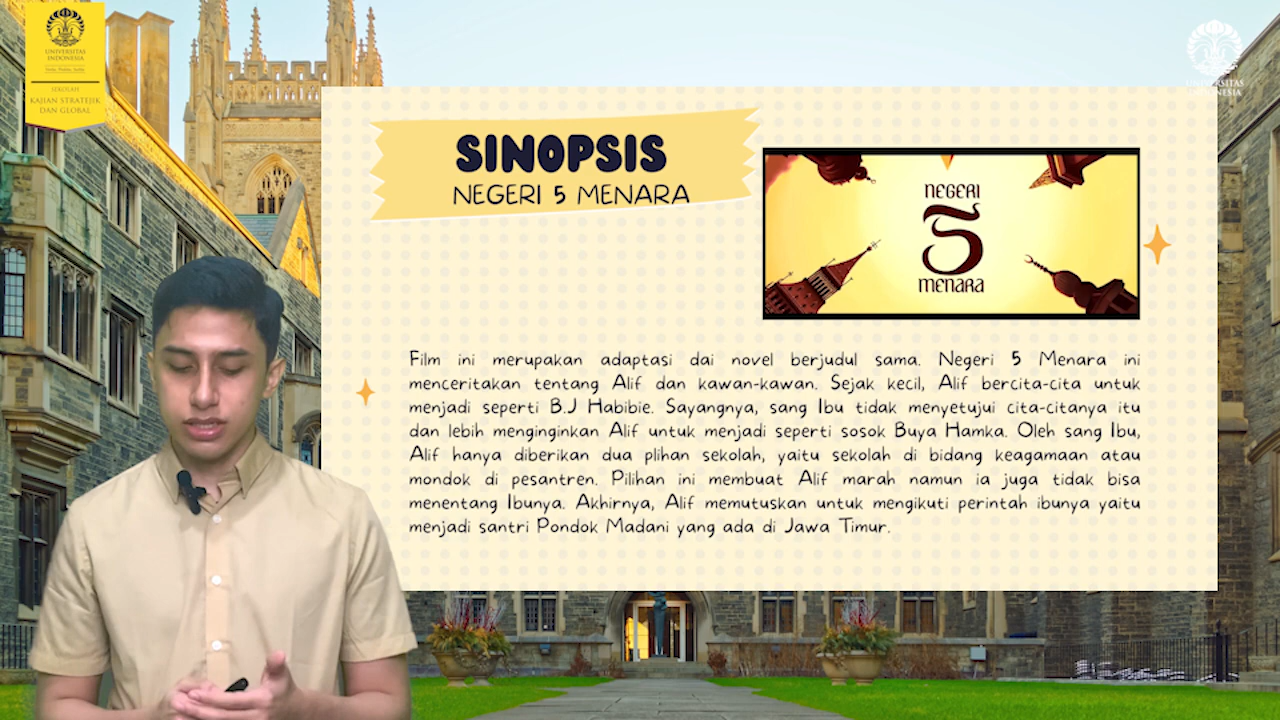 UNIVERSITAS
INDONESIA
SEKOLAH
KAJIAN STRATEJIK
DAN GLOBAL
UNIVERSITAS
INDONESIA
SINOPSIS
NEGERI 5 MENARA
NEGERI
5
MENARA
Film ini merupakan adaptasi dai novel berjudul sama. Negeri 5 Menara ini
menceritakan tentang Alif dan kawan-kawan. Sejak kecil, Alif bercita-cita untuk
menjadi seperti B.J Habibie. Sayangnya, sang Ibu tidak menyetujui cita-citanya itu
dan lebih menginginkan Alif untuk menjadi seperti sosok Buya Hamka. Oleh sang Ibu,
Alif hanya diberikan dua plihan sekolah, yaitu sekolah di bidang keagamaan atau
mondok di pesantren. Pilihan ini membuat Alif marah namun ia juga tidak bisa
menentang Ibunya. Akhirnya, Alif memutuskan untuk mengikuti perintah ibunya yaitu
menjadi santri Pondok Madani yang ada di Jawa Timur.